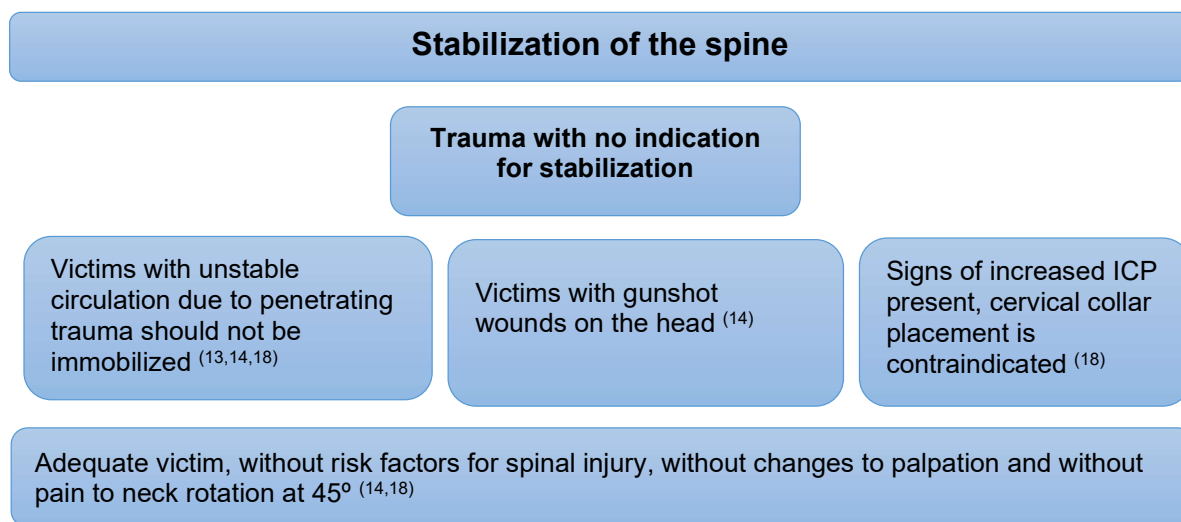 Stabilization of the spine
Trauma with no indication
for stabilization
Victims with unstable
circulation due to penetrating
trauma should not be
immobilized (13,14,18)
Victims with gunshot
wounds on the head (14)
Signs of increased ICP
present, cervical collar
placement is
contraindicated (18)
Adequate victim, without risk factors for spinal injury, without changes to palpation and without
pain to neck rotation at 45º (14,18)